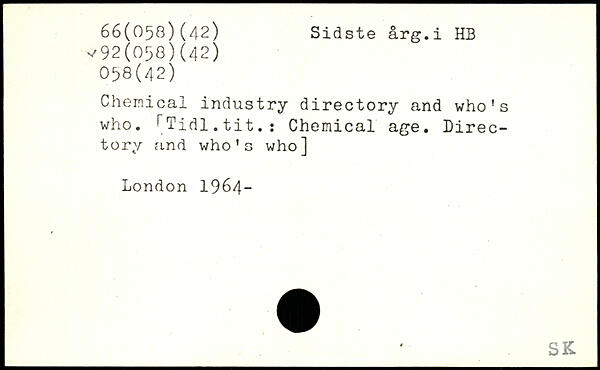 66(058)(42) Sidste årg.i HB
✓92(058)(42)
058(42)
Chemical industry directory and who's
who. [Tidl.tit.: Chemical age. Direc-
tory and who's who]
London 1964-
SK